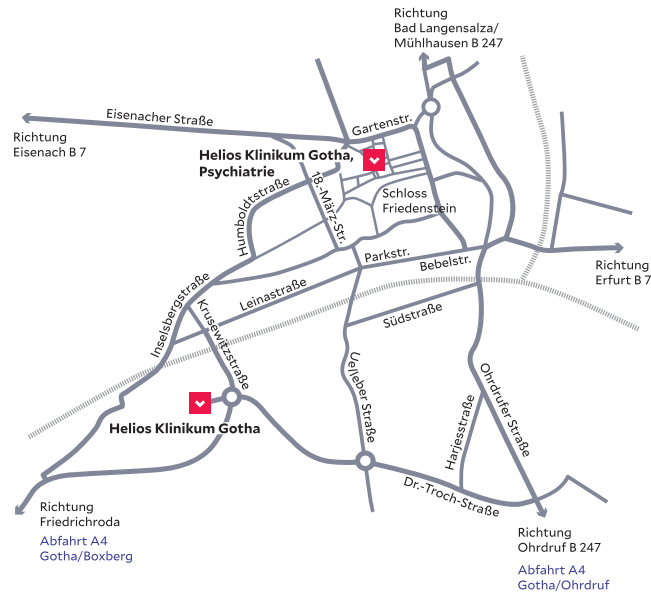 Richtung
Bad Langensalza/
Mühlhausen B 247
Eisenacher Straße
Gartenstr.
Richtung
Eisenach B 7
Helios Klinikum Gotha,
Psychiatrie
18.-März-Str.
Humboldtstraße
Schloss
Friedenstein
Parkstr.
Bebelstr.
Richtung
Erfurt B 7
Inselsbergstraße
Leinastraße
Krusewitzstraße
Südstraße
Uelleber Straße
Ohrdrufer Straße
Harjesstraße
Helios Klinikum Gotha
Dr.-Troch-Straße
Richtung
Friedrichroda
Abfahrt A4
Gotha/Boxberg
Richtung
Ohrdruf B 247
Abfahrt A4
Gotha/Ohrdruf